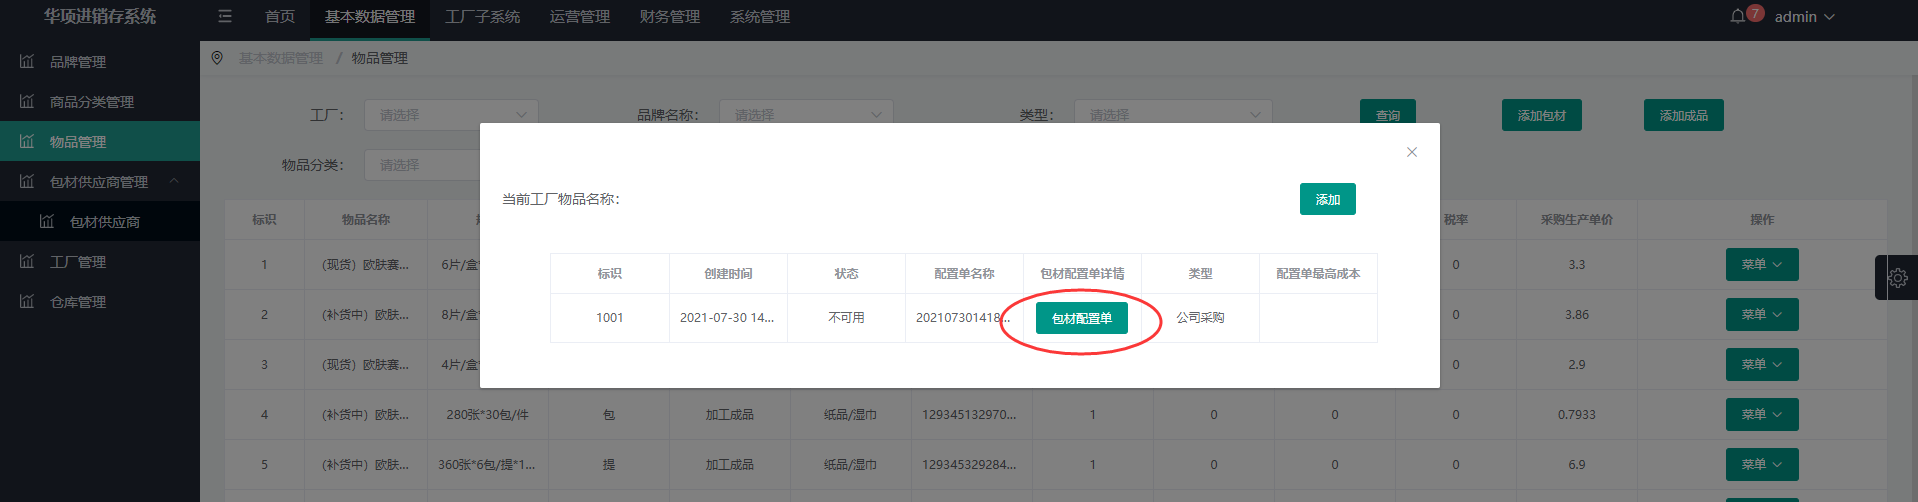 华项进销存系统
首页 基本数据管理 工厂子系统 运营管理 财务管理 系统管理
7 admin
品牌管理
商品分类管理
物品管理
包材供应商管理
包材供应商
工厂管理
仓库管理
基本数据管理 / 物品管理
工厂: 请选择 品牌名称: 请选择 类型: 请选择 查询 添加包材 添加成品
物品分类: 请选择
当前工厂物品名称: 添加
标识 创建时间 状态 配置单名称 包材配置单详情 类型 配置单最高成本
1001 2021-07-30 14... 不可用 202107301418... 包材配置单 公司采购
标识 物品名称 税率 采购生产单价 操作
1 (现货) 欧肤赛... 6片/盒* 0 3.3 菜单
2 (补货中) 欧肤... 8片/盒* 0 3.86 菜单
3 (现货) 欧肤赛... 4片/盒* 0 2.9 菜单
4 (补货中) 欧肤... 280张*30包/件 包 加工成品 纸品/湿巾 129345132970... 1 0 0 0 0.7933 菜单
5 (补货中) 欧肤... 360张*6包/提*1... 提 加工成品 纸品/湿巾 129345329284... 1 0 0 0 6.9 菜单